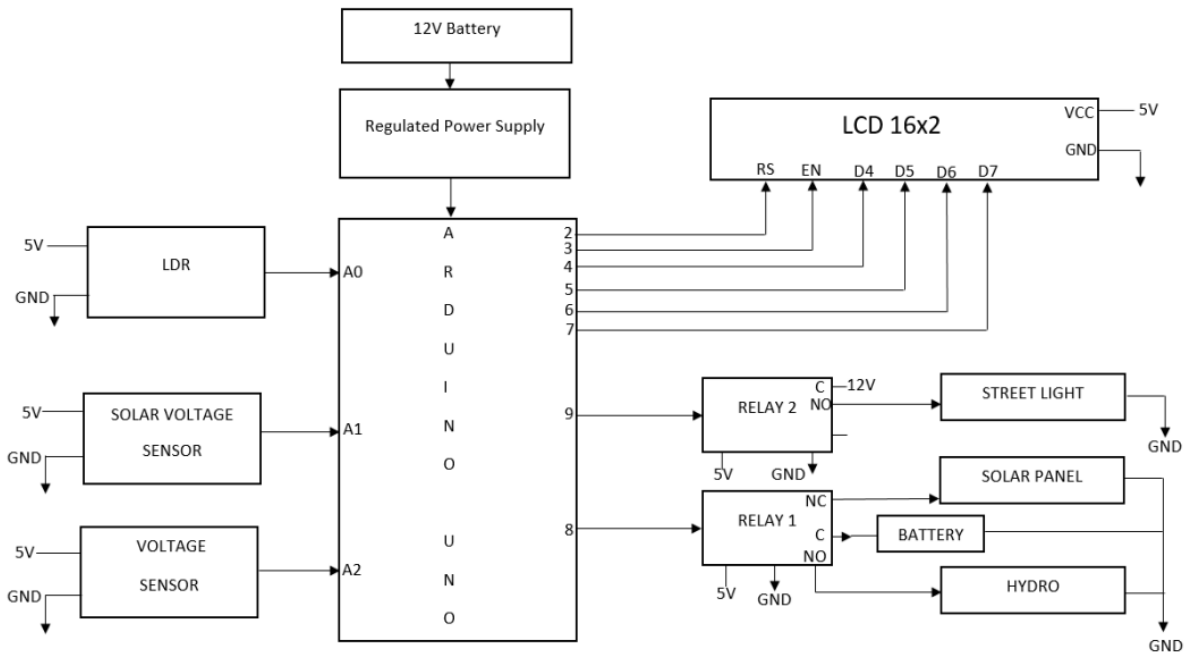 12V Battery
Regulated Power Supply
LCD 16x2
VCC
5V
GND
RS EN D4 D5 D6 D7
A
R
D
U
I
N
O
U
N
O
2
3
4
5
6
7
9
8
5V
GND
LDR
A0
5V
GND
SOLAR VOLTAGE
SENSOR
A1
5V
GND
VOLTAGE
SENSOR
A2
RELAY 2
C
12V
NO
5V
GND
STREET LIGHT
GND
RELAY 1
NC
C
NO
5V
GND
SOLAR PANEL
BATTERY
HYDRO
GND